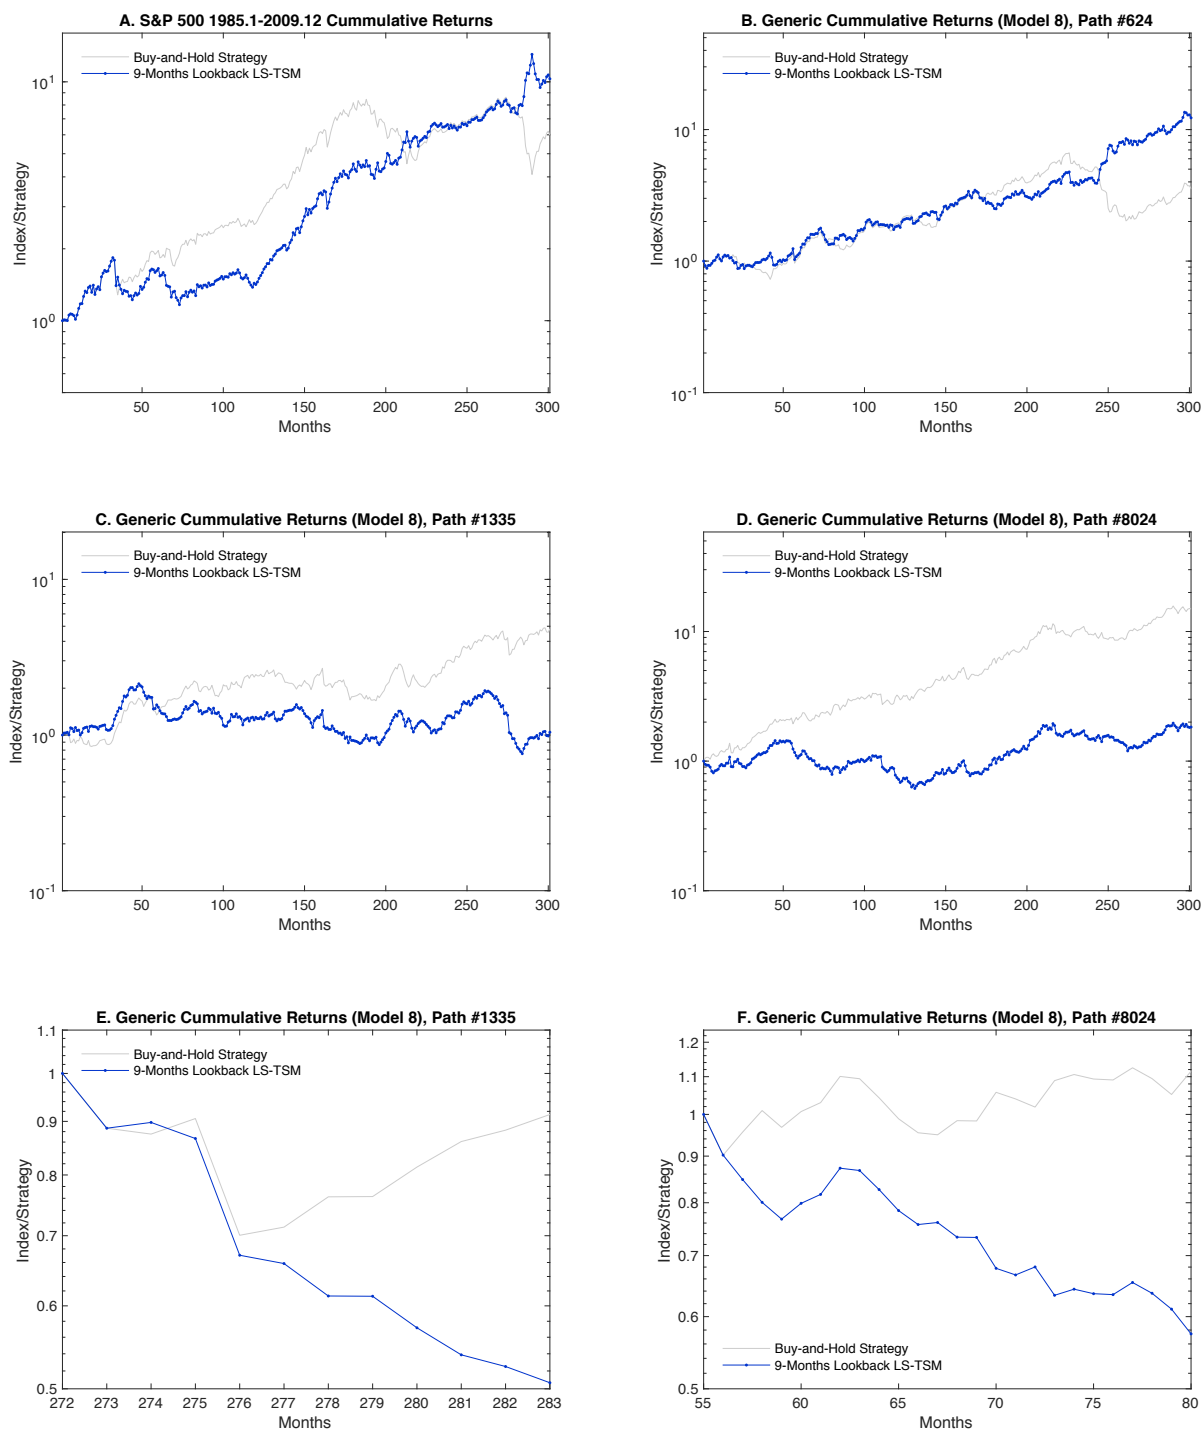 A. S&P 500 1985.1-2009.12 Cummulative Returns
Buy-and-Hold Strategy
9-Months Lookback LS-TSM
Index/Strategy
10^1
10^0
50 100 150 200 250 300
Months
B. Generic Cummulative Returns (Model 8), Path #624
Buy-and-Hold Strategy
9-Months Lookback LS-TSM
Index/Strategy
10^1
10^0
10^-1
50 100 150 200 250 300
Months
C. Generic Cummulative Returns (Model 8), Path #1335
Buy-and-Hold Strategy
9-Months Lookback LS-TSM
Index/Strategy
10^1
10^0
10^-1
50 100 150 200 250 300
Months
D. Generic Cummulative Returns (Model 8), Path #8024
Buy-and-Hold Strategy
9-Months Lookback LS-TSM
Index/Strategy
10^1
10^0
10^-1
50 100 150 200 250 300
Months
E. Generic Cummulative Returns (Model 8), Path #1335
Buy-and-Hold Strategy
9-Months Lookback LS-TSM
Index/Strategy
1.1
1
0.9
0.8
0.7
0.6
0.5
272 273 274 275 276 277 278 279 280 281 282 283
Months
F. Generic Cummulative Returns (Model 8), Path #8024
Index/Strategy
1.2
1.1
1
0.9
0.8
0.7
0.6
0.5
Buy-and-Hold Strategy
9-Months Lookback LS-TSM
55 60 65 70 75 80
Months